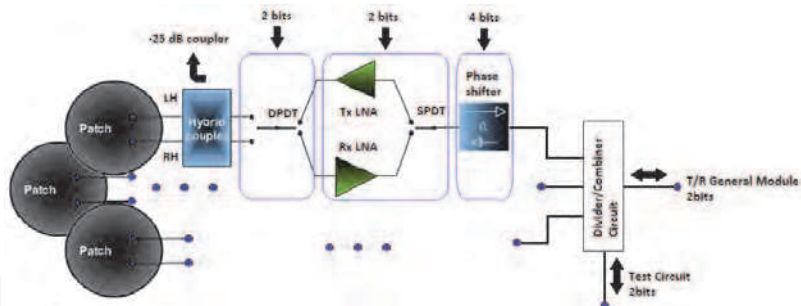 2 bits
2 bits
4 bits
-25 dB coupler
LH
RH
Patch
Hybrid
coupler
DPDT
Tx LNA
Rx LNA
SPDT
Phase
shifter
Patch
Patch
Divider/Combiner
Circuit
T/R General Module
2bits
Test Circuit
2bits